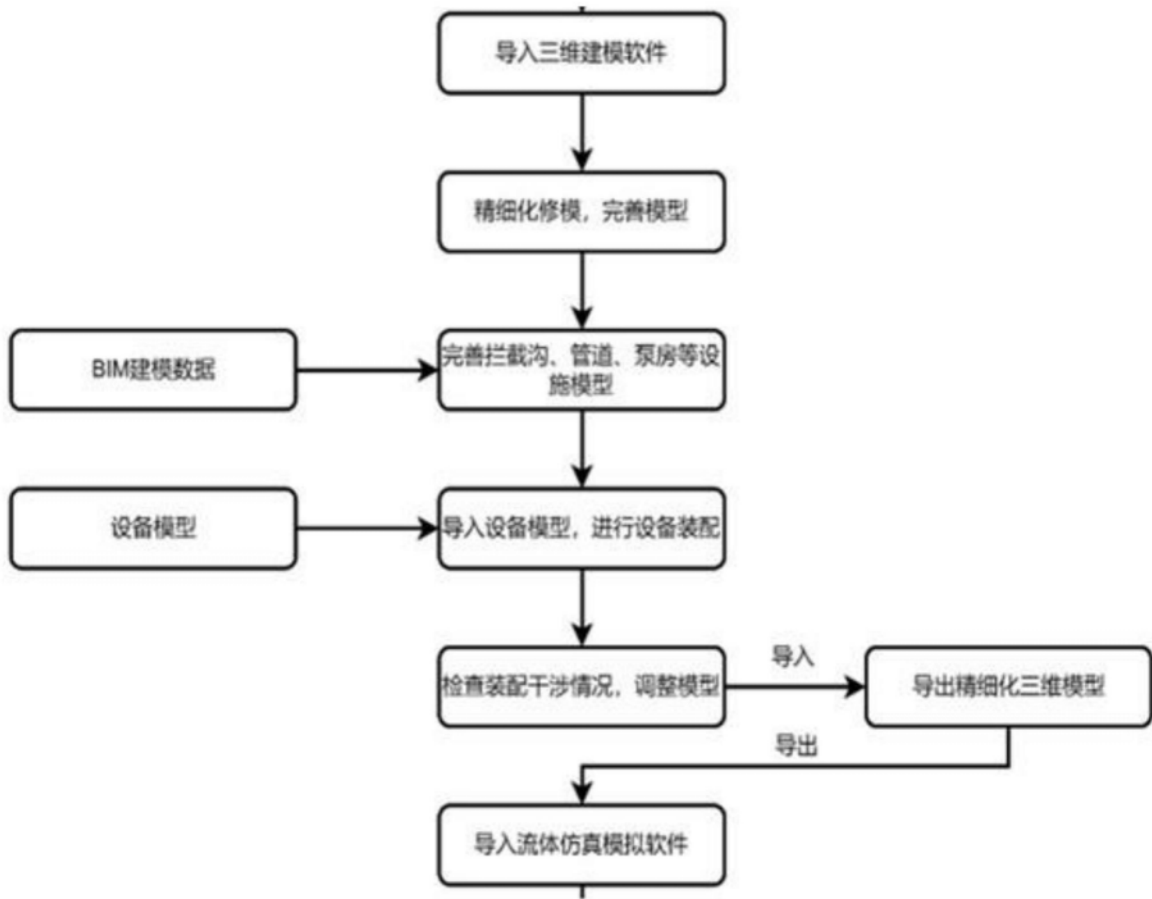 导入三维建模软件
精细化修模，完善模型
BIM建模数据
完善拦截沟、管道、泵房等设
施模型
设备模型
导入设备模型，进行设备装配
检查装配干涉情况，调整模型
导入
导出精细化三维模型
导出
导入流体仿真模拟软件